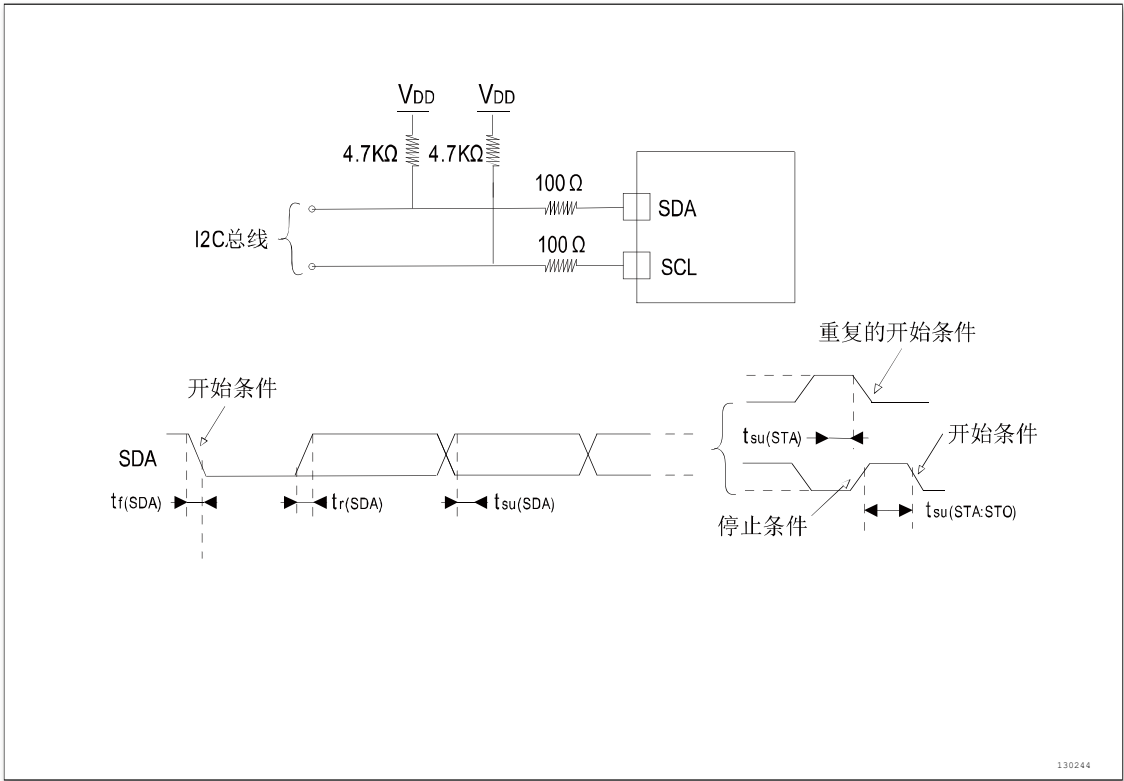 VDD VDD
4.7KΩ 4.7KΩ
100Ω
SDA
I2C总线
100Ω
SCL
重复的开始条件
开始条件
tsu(STA)
开始条件
SDA
tf(SDA) tr(SDA) tsu(SDA)
停止条件
tsu(STA:STO)
130244